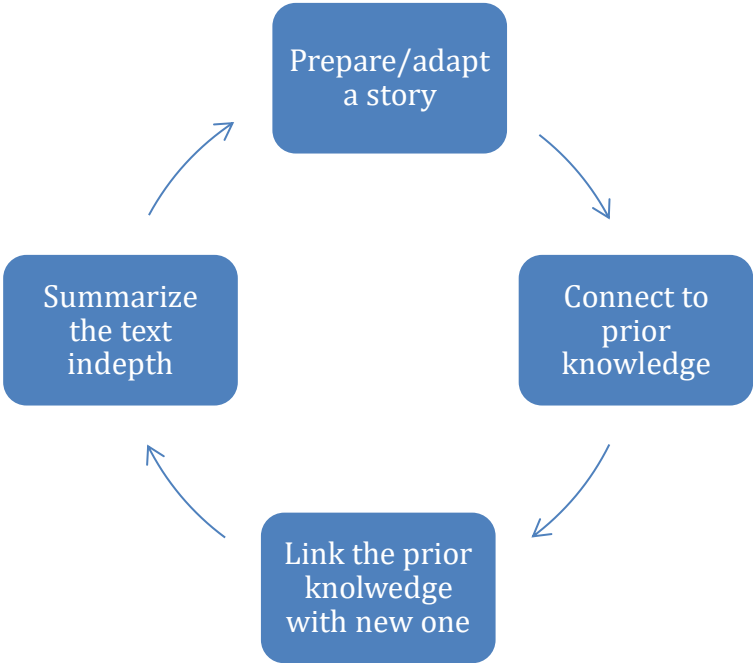 Prepare/adapt
a story
Connect to
prior
knowledge
Link the prior
knolwedge
with new one
Summarize
the text
indepth